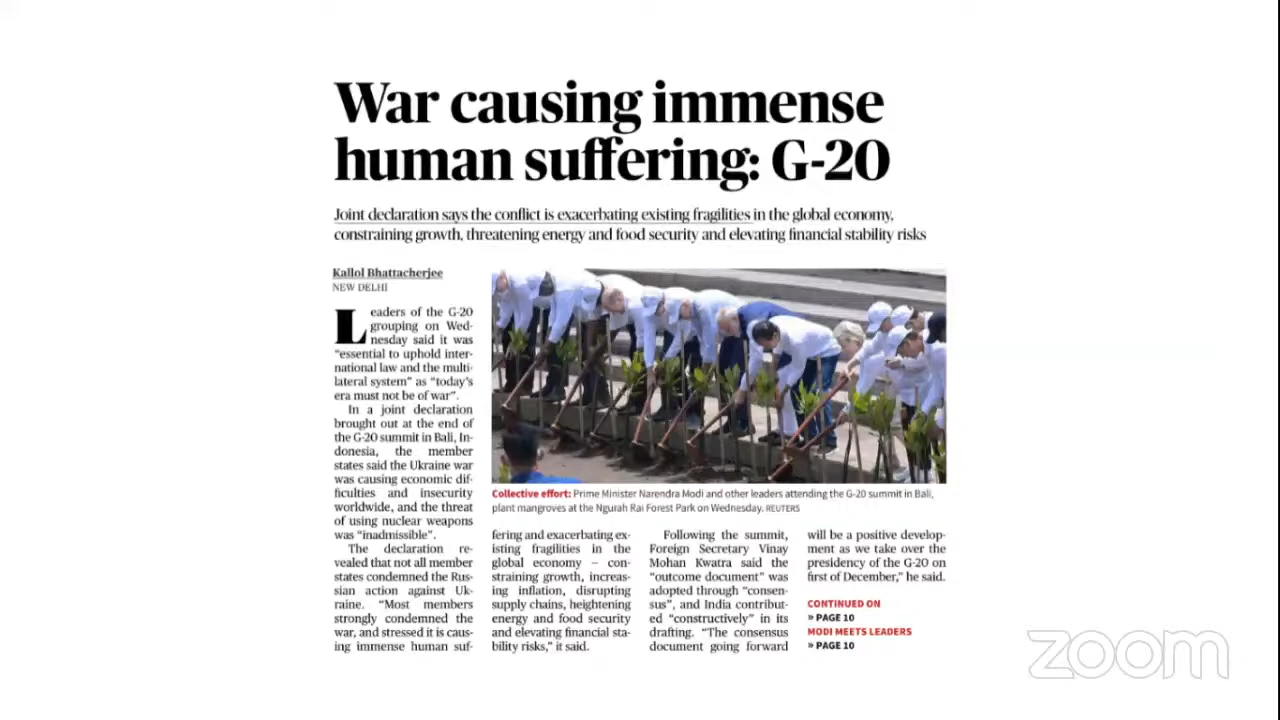 War causing immense
human suffering: G-20
Joint declaration says the conflict is exacerbating existing fragilities in the global economy,
constraining growth, threatening energy and food security and elevating financial stability risks
Kallol Bhattacherjee
NEW DELHI
Leaders of the G-20
grouping on Wed-
nesday said it was
“essential to uphold inter-
national law and the multi-
lateral system” as “today’s
era must not be of war”.
In a joint declaration
brought out at the end of
the G-20 summit in Bali, In-
donesia, the member
states said the Ukraine war
was causing economic dif-
ficulties and insecurity
worldwide, and the threat
of using nuclear weapons
was “inadmissible”.
The declaration re-
vealed that not all member
states condemned the Rus-
sian action against Uk-
raine. “Most members
strongly condemned the
war, and stressed it is caus-
ing immense human suf-
Collective effort: Prime Minister Narendra Modi and other leaders attending the G-20 summit in Bali,
plant mangroves at the Ngurah Rai Forest Park on Wednesday. REUTERS
fering and exacerbating ex-
isting fragilities in the
global economy – con-
straining growth, increas-
ing inflation, disrupting
supply chains, heightening
energy and food security
and elevating financial sta-
bility risks,” it said.
Following the summit,
Foreign Secretary Vinay
Mohan Kwatra said the
“outcome document” was
adopted through “consen-
sus”, and India contribut-
ed “constructively” in its
drafting. “The consensus
document going forward
will be a positive develop-
ment as we take over the
presidency of the G-20 on
first of December,” he said.
CONTINUED ON
» PAGE 10
MODI MEETS LEADERS
» PAGE 10
zoom